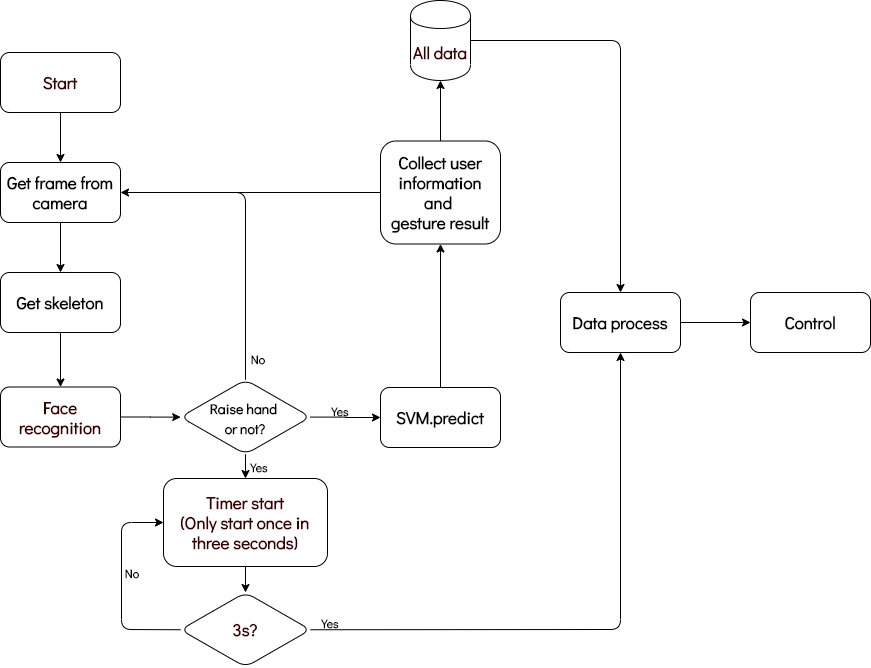 All data
Start
Collect user
information
and
gesture result
Get frame from
camera
Get skeleton
Data process
Control
No
Face
recognition
Raise hand
or not?
Yes
SVM.predict
Yes
Timer start
(Only start once in
three seconds)
No
3s?
Yes